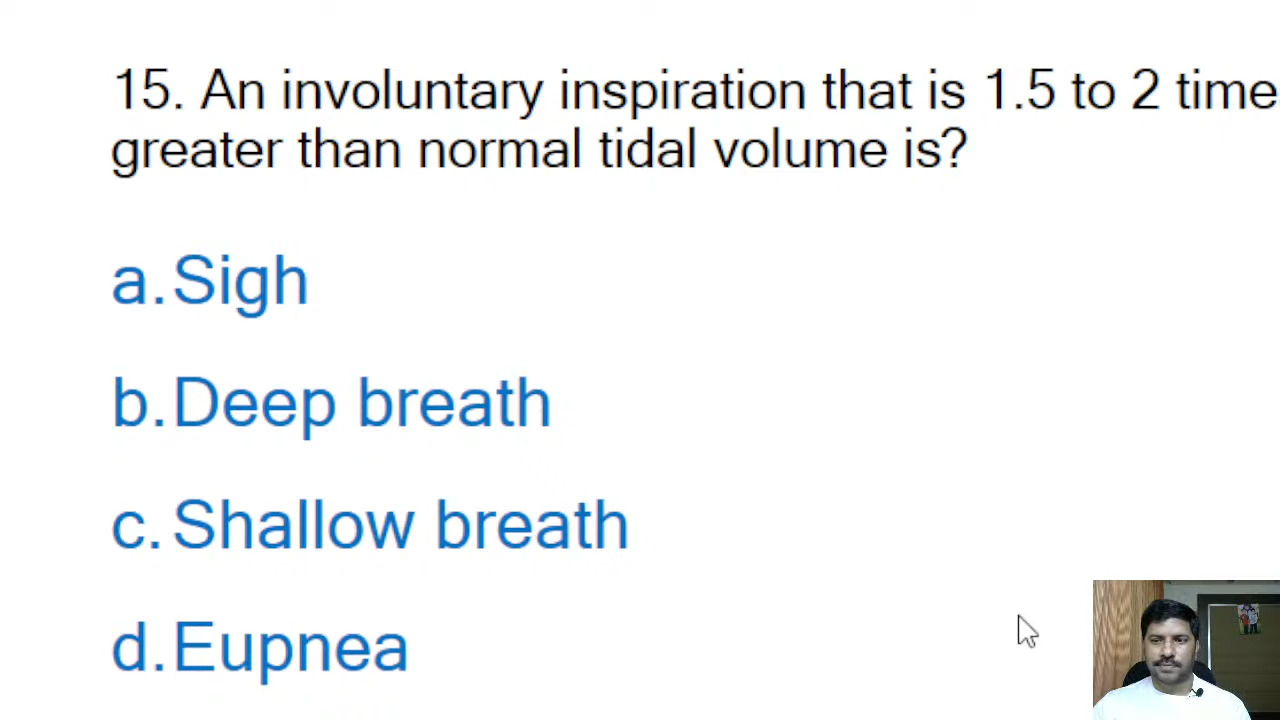 15. An involuntary inspiration that is 1.5 to 2 time
greater than normal tidal volume is?
a. Sigh
b. Deep breath
c. Shallow breath
d. Eupnea